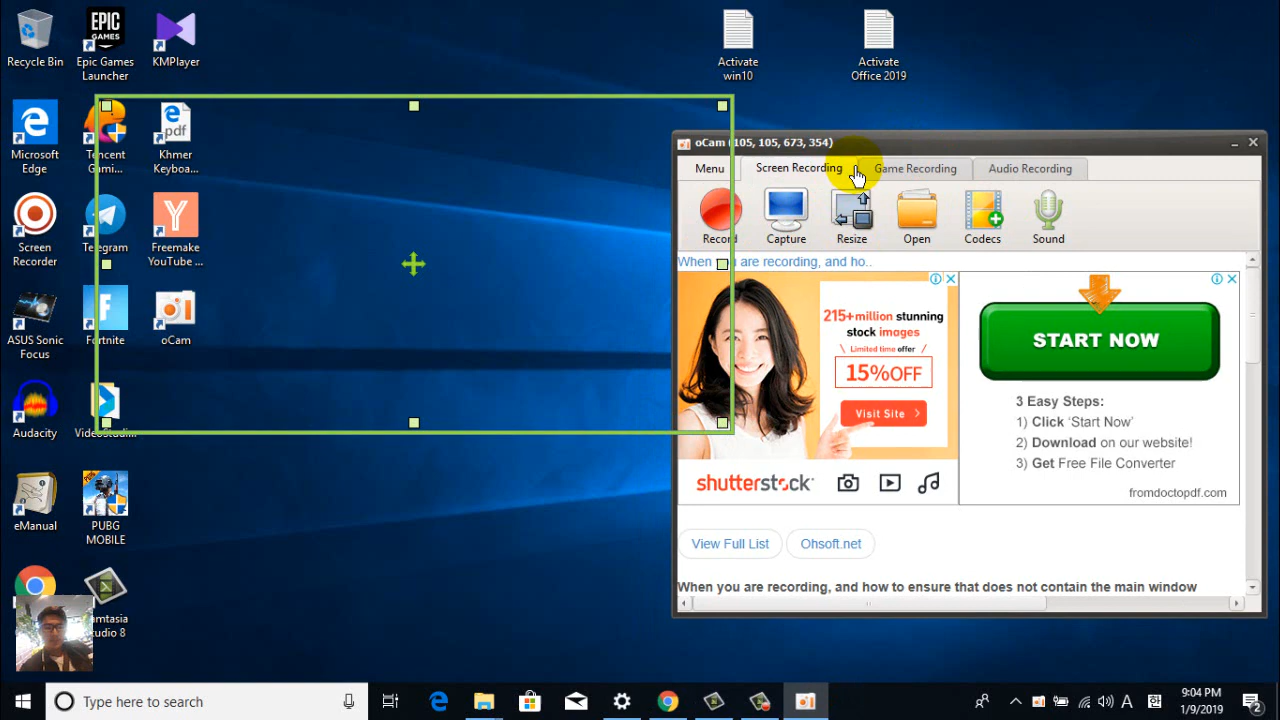 EPIC
GAMES
Recycle Bin
Epic Games
Launcher
KMPlayer
Activate
win10
Activate
Office 2019
Microsoft
Edge
Tencent
Gami...
pdf
Khmer
Keyboa...
Screen
Recorder
Telegram
Freemake
YouTube ...
ASUS Sonic
Focus
Fortnite
oCam
Audacity
VideoStudi...
eManual
PUBG
MOBILE
amtasia
tudio 8
oCam (105, 105, 673, 354)
Menu
Screen Recording
Game Recording
Audio Recording
Record
Capture
Resize
Open
Codecs
Sound
When you are recording, and ho..
215+million stunning
stock images
Limited time offer
15%OFF
Visit Site
shutterstock
START NOW
3 Easy Steps:
1) Click ‘Start Now’
2) Download on our website!
3) Get Free File Converter
fromdoctopdf.com
View Full List
Ohsoft.net
When you are recording, and how to ensure that does not contain the main window
Type here to search
A
9:04 PM
1/9/2019
2